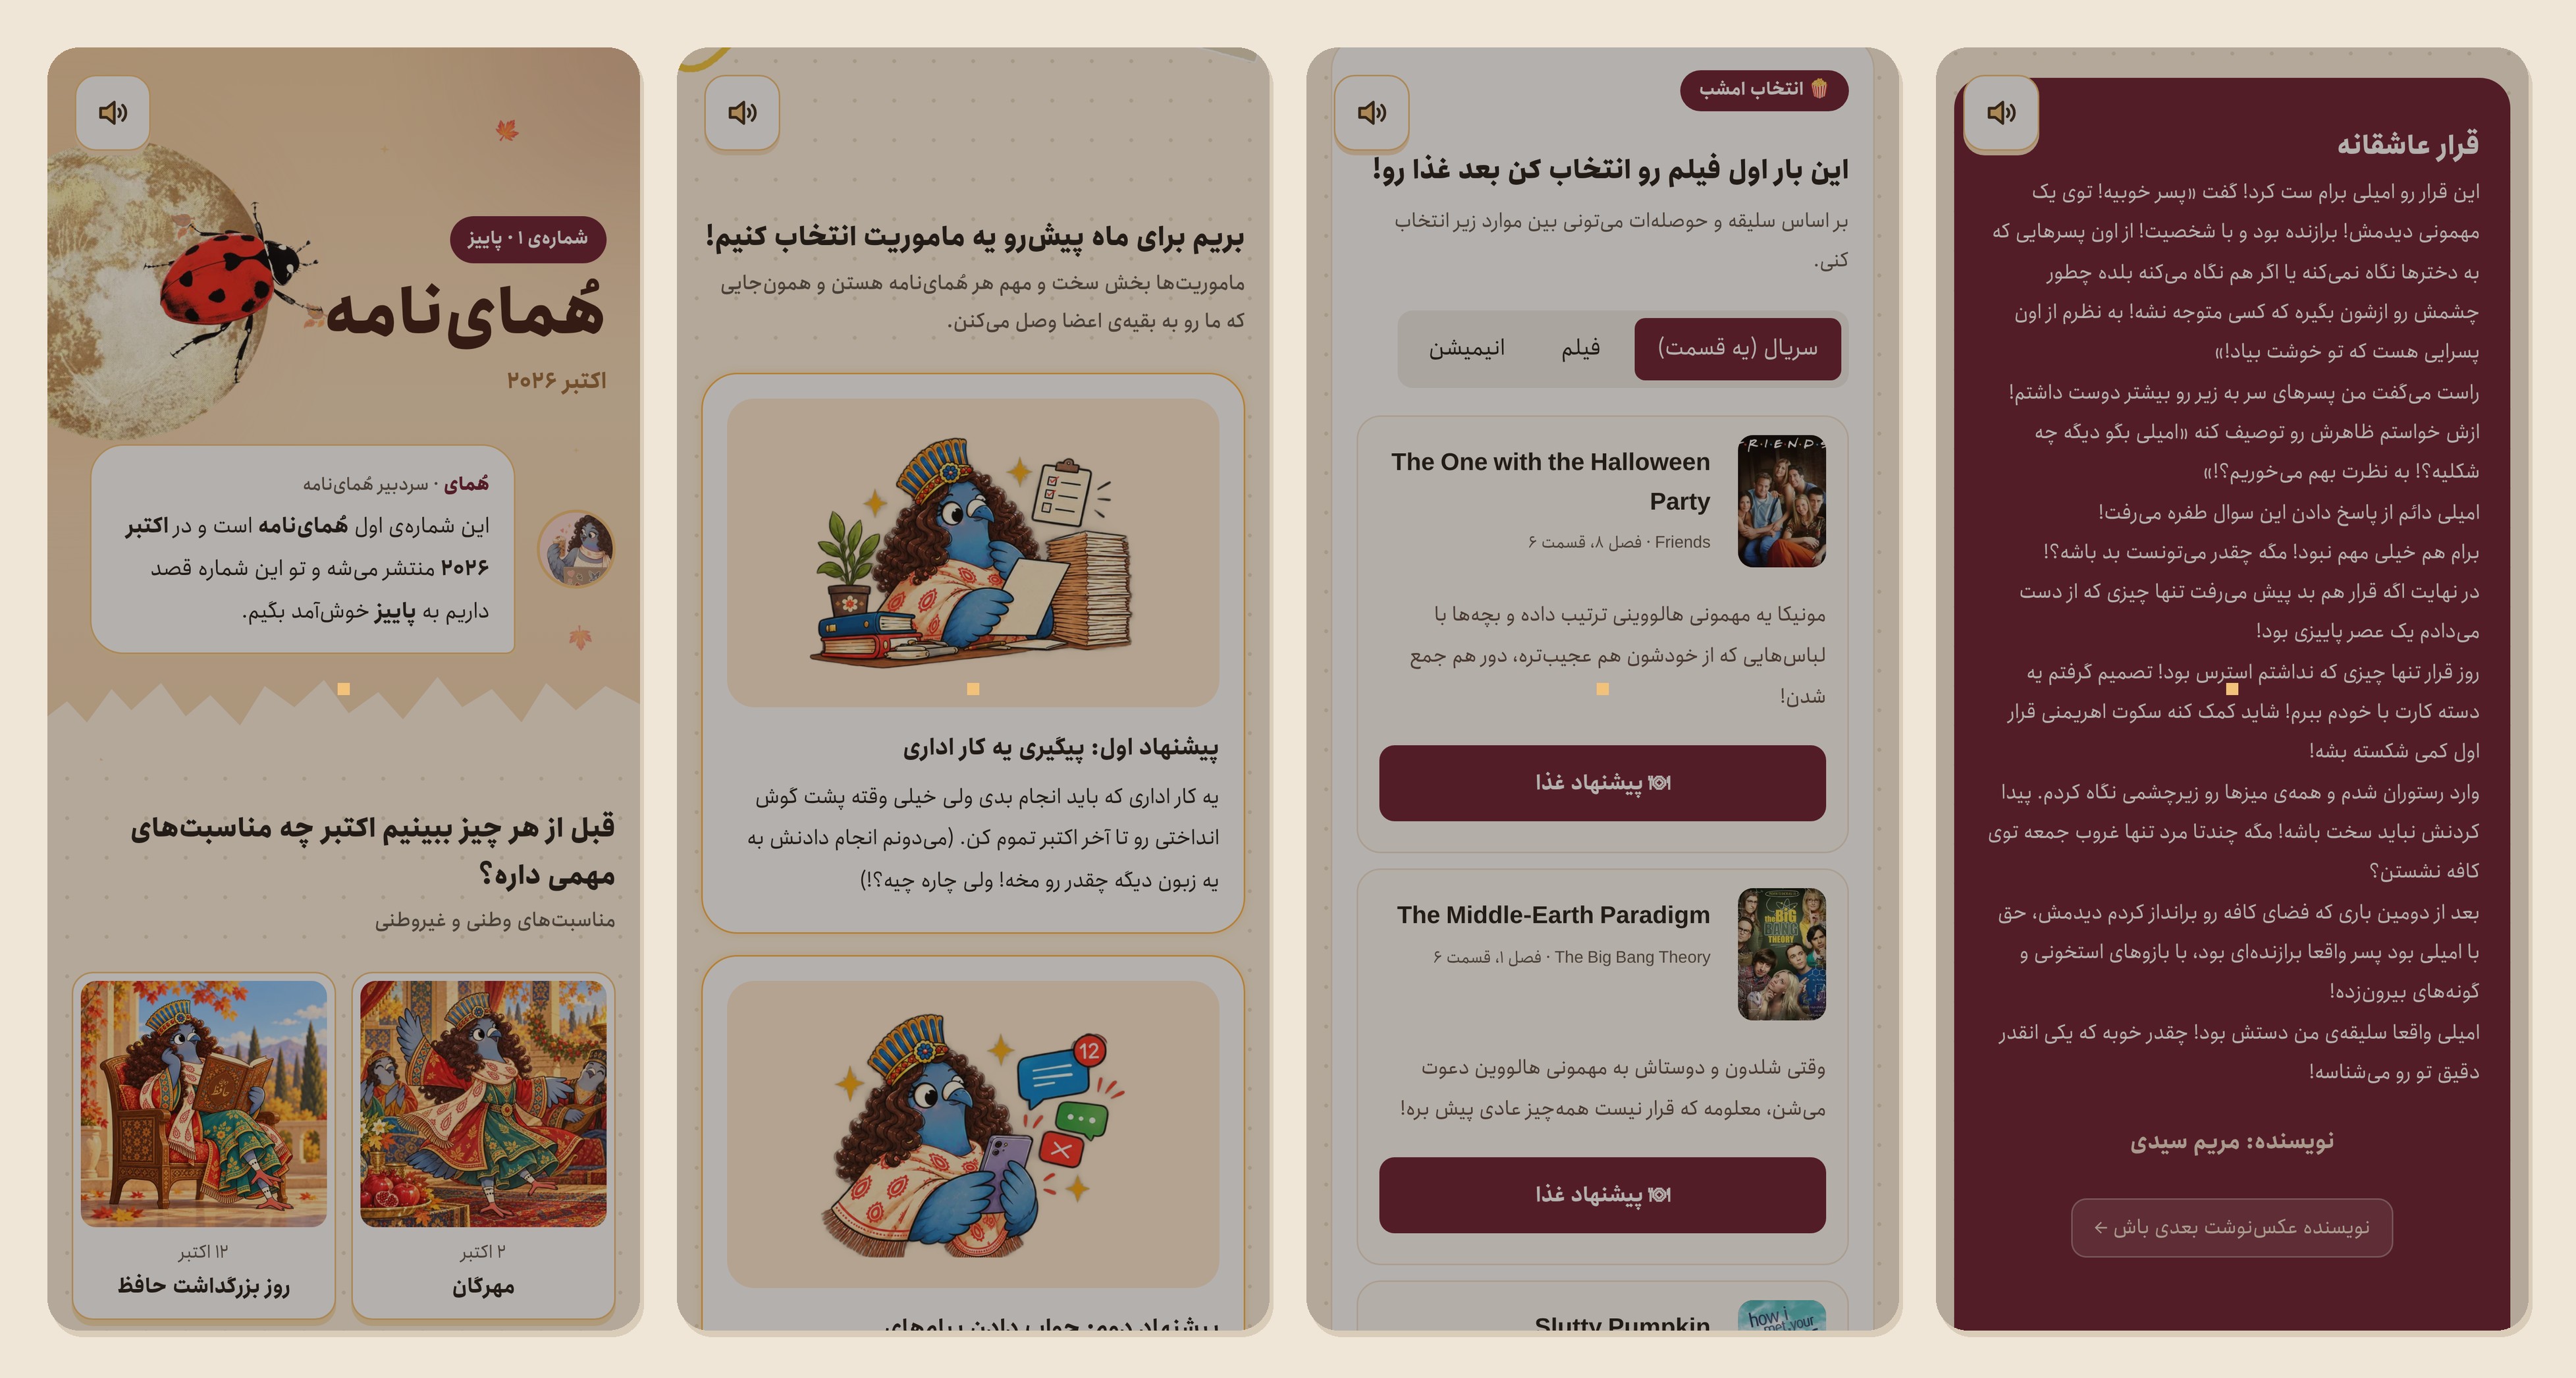 شماره‌ی ۱ · پاییز
هُمای‌نامه
اکتبر ۲۰۲۶
هُمای · سردبیر هُمای‌نامه
این شماره‌ی اول هُمای‌نامه است و در اکتبر
۲۰۲۶ منتشر می‌شه و تو این شماره قصد
داریم به پاییز خوش‌آمد بگیم.
قبل از هر چیز ببینیم اکتبر چه مناسبت‌های
مهمی داره؟
مناسبت‌های وطنی و غیروطنی
۲ اکتبر
مهرگان
حافظ
۱۲ اکتبر
روز بزرگداشت حافظ
بریم برای ماه پیش‌رو یه ماموریت انتخاب کنیم!
ماموریت‌ها بخش سخت و مهم هر هُمای‌نامه هستن و همون‌جایی
که ما رو به بقیه‌ی اعضا وصل می‌کنن.
پیشنهاد اول: پیگیری یه کار اداری
یه کار اداری که باید انجام بدی ولی خیلی وقته پشت گوش
انداختی رو تا آخر اکتبر تموم کن. (می‌دونم انجام دادنش به
یه زبون دیگه چقدر رو مخه! ولی چاره چیه؟!)
12
پیشنهاد دوم: جواب دادن پیام‌های
🍿 انتخاب امشب
این بار اول فیلم رو انتخاب کن بعد غذا رو!
بر اساس سلیقه و حوصله‌ات می‌تونی بین موارد زیر انتخاب
کنی.
سریال (یه قسمت)
فیلم
انیمیشن
F·R·I·E·N·D·S
The One with the Halloween
Party
Friends · فصل ۸، قسمت ۶
مونیکا یه مهمونی هالووینی ترتیب داده و بچه‌ها با
لباس‌هایی که از خودشون هم عجیب‌تره، دور هم جمع
شدن!
🍽 پیشنهاد غذا
the BIG
BANG
THEORY
The Middle-Earth Paradigm
The Big Bang Theory · فصل ۱، قسمت ۶
وقتی شلدون و دوستاش به مهمونی هالووین دعوت
می‌شن، معلومه که قرار نیست همه‌چیز عادی پیش بره!
🍽 پیشنهاد غذا
how i
met your
Slutty Pumpkin
قرار عاشقانه
این قرار رو امیلی برام ست کرد! گفت «پسر خوبیه! توی یک
مهمونی دیدمش! برازنده بود و با شخصیت! از اون پسرهایی که
به دخترها نگاه نمی‌کنه یا اگر هم نگاه می‌کنه بلده چطور
چشمش رو ازشون بگیره که کسی متوجه نشه! به نظرم از اون
پسرایی هست که تو خوشت بیاد!»
راست می‌گفت من پسرهای سر به زیر رو بیشتر دوست داشتم!
ازش خواستم ظاهرش رو توصیف کنه «امیلی بگو دیگه چه
شکلیه؟! به نظرت بهم می‌خوریم؟!»
امیلی دائم از پاسخ دادن این سوال طفره می‌رفت!
برام هم خیلی مهم نبود! مگه چقدر می‌تونست بد باشه؟!
در نهایت اگه قرار هم بد پیش می‌رفت تنها چیزی که از دست
می‌دادم یک عصر پاییزی بود!
روز قرار تنها چیزی که نداشتم استرس بود! تصمیم گرفتم یه
دسته کارت با خودم ببرم! شاید کمک کنه سکوت اهریمنی قرار
اول کمی شکسته بشه!
وارد رستوران شدم و همه‌ی میزها رو زیرچشمی نگاه کردم. پیدا
کردنش نباید سخت باشه! مگه چندتا مرد تنها غروب جمعه توی
کافه نشستن؟
بعد از دومین باری که فضای کافه رو برانداز کردم دیدمش، حق
با امیلی بود پسر واقعا برازنده‌ای بود، با بازوهای استخونی و
گونه‌های بیرون‌زده!
امیلی واقعا سلیقه‌ی من دستش بود! چقدر خوبه که یکی انقدر
دقیق تو رو می‌شناسه!
نویسنده: مریم سیدی
نویسنده عکس‌نوشت بعدی باش ←